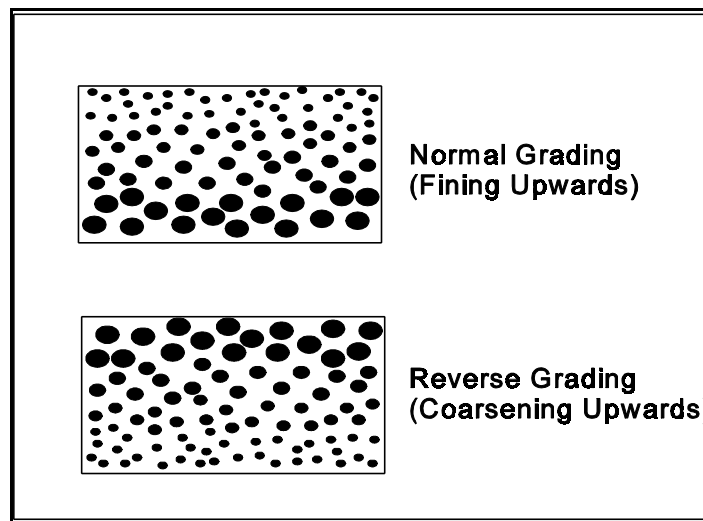 Normal Grading
(Fining Upwards)
Reverse Grading
(Coarsening Upwards